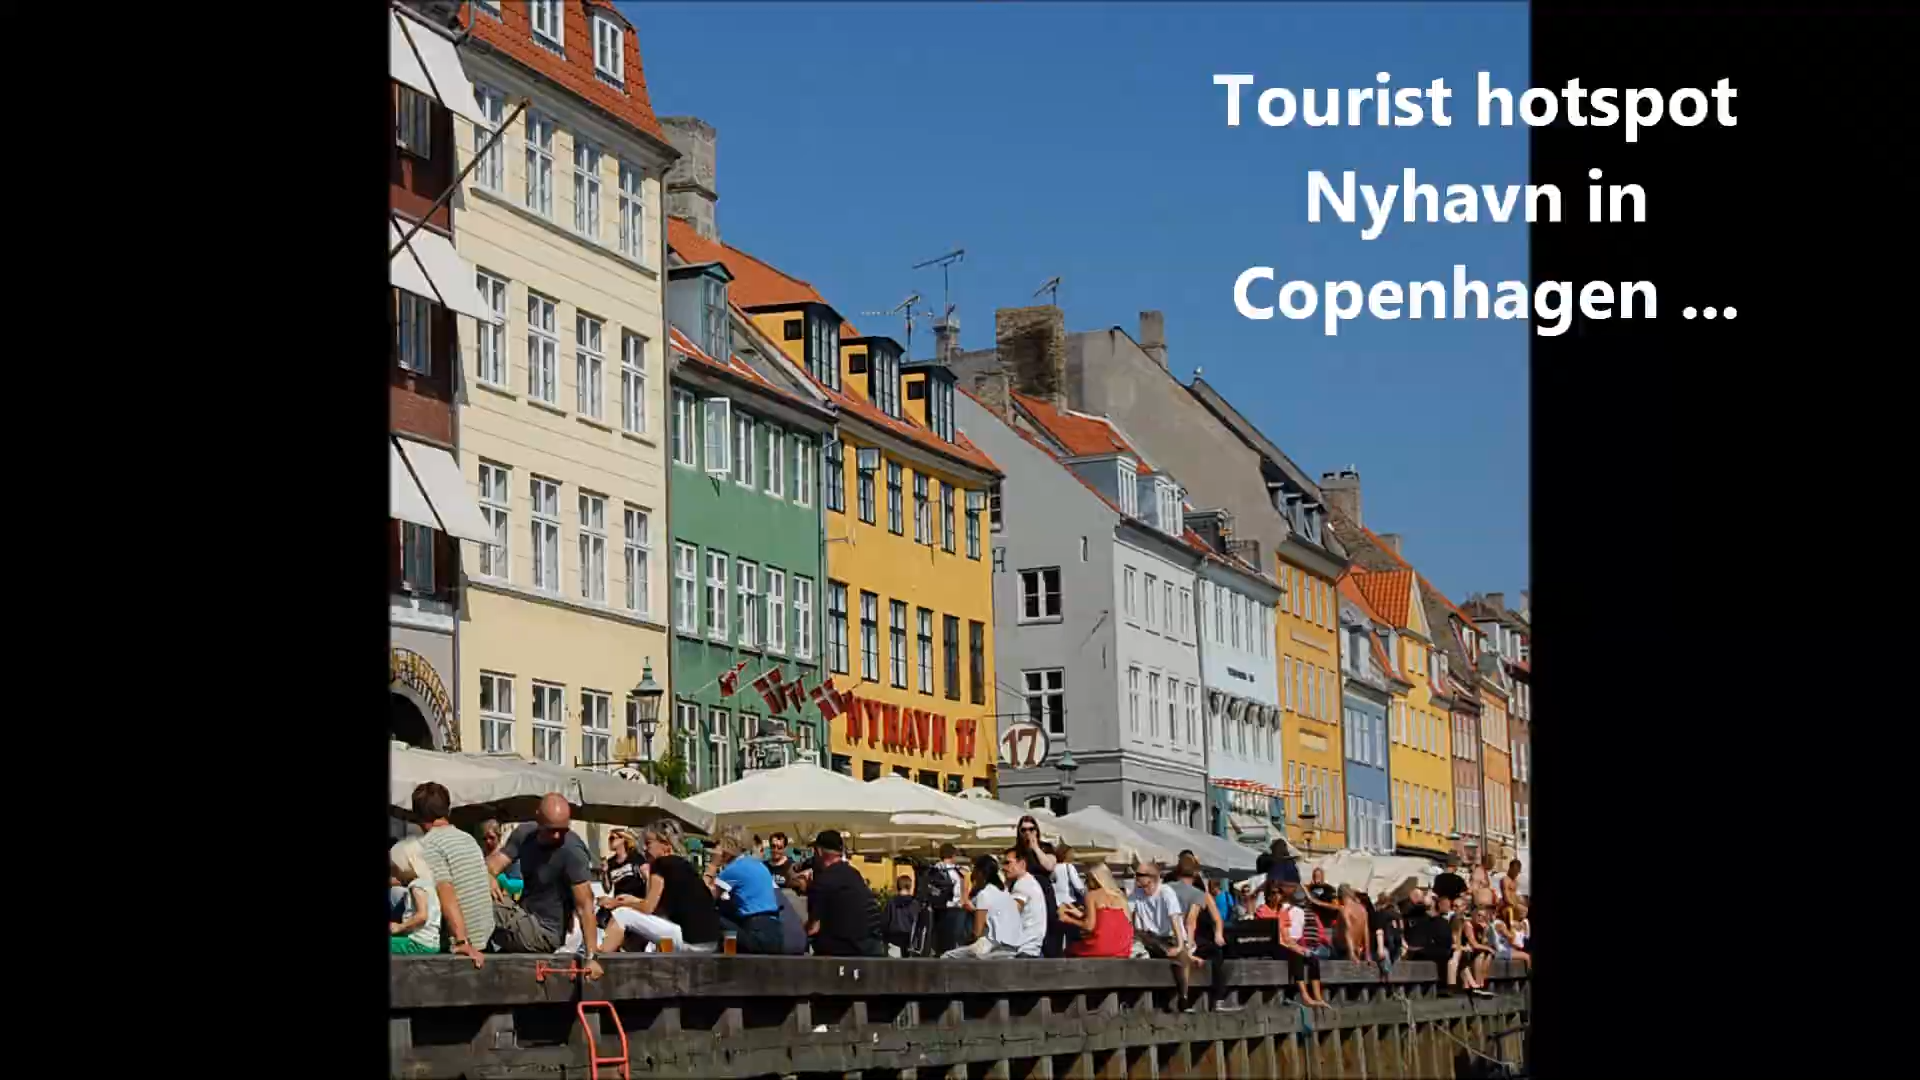 Tourist hotspot
Nyhavn in
Copenhagen ...
NYHAVN 17
17